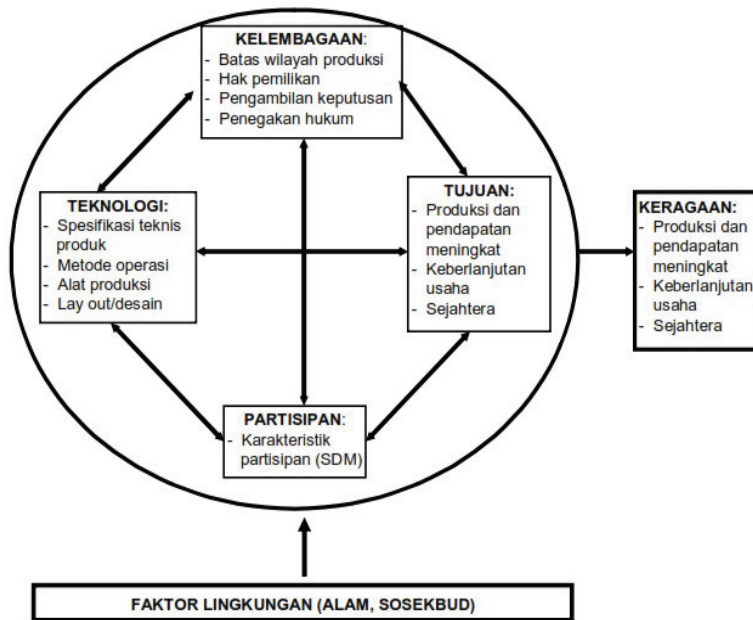 KELEMBAGAAN:
- Batas wilayah produksi
- Hak pemilikan
- Pengambilan keputusan
- Penegakan hukum
TEKNOLOGI:
- Spesifikasi teknis
produk
- Metode operasi
- Alat produksi
- Lay out/desain
TUJUAN:
- Produksi dan
pendapatan
meningkat
- Keberlanjutan
usaha
- Sejahtera
KERAGAAN:
- Produksi dan
pendapatan
meningkat
- Keberlanjutan
usaha
- Sejahtera
PARTISIPAN:
- Karakteristik
partisipan (SDM)
FAKTOR LINGKUNGAN (ALAM, SOSEKBUD)